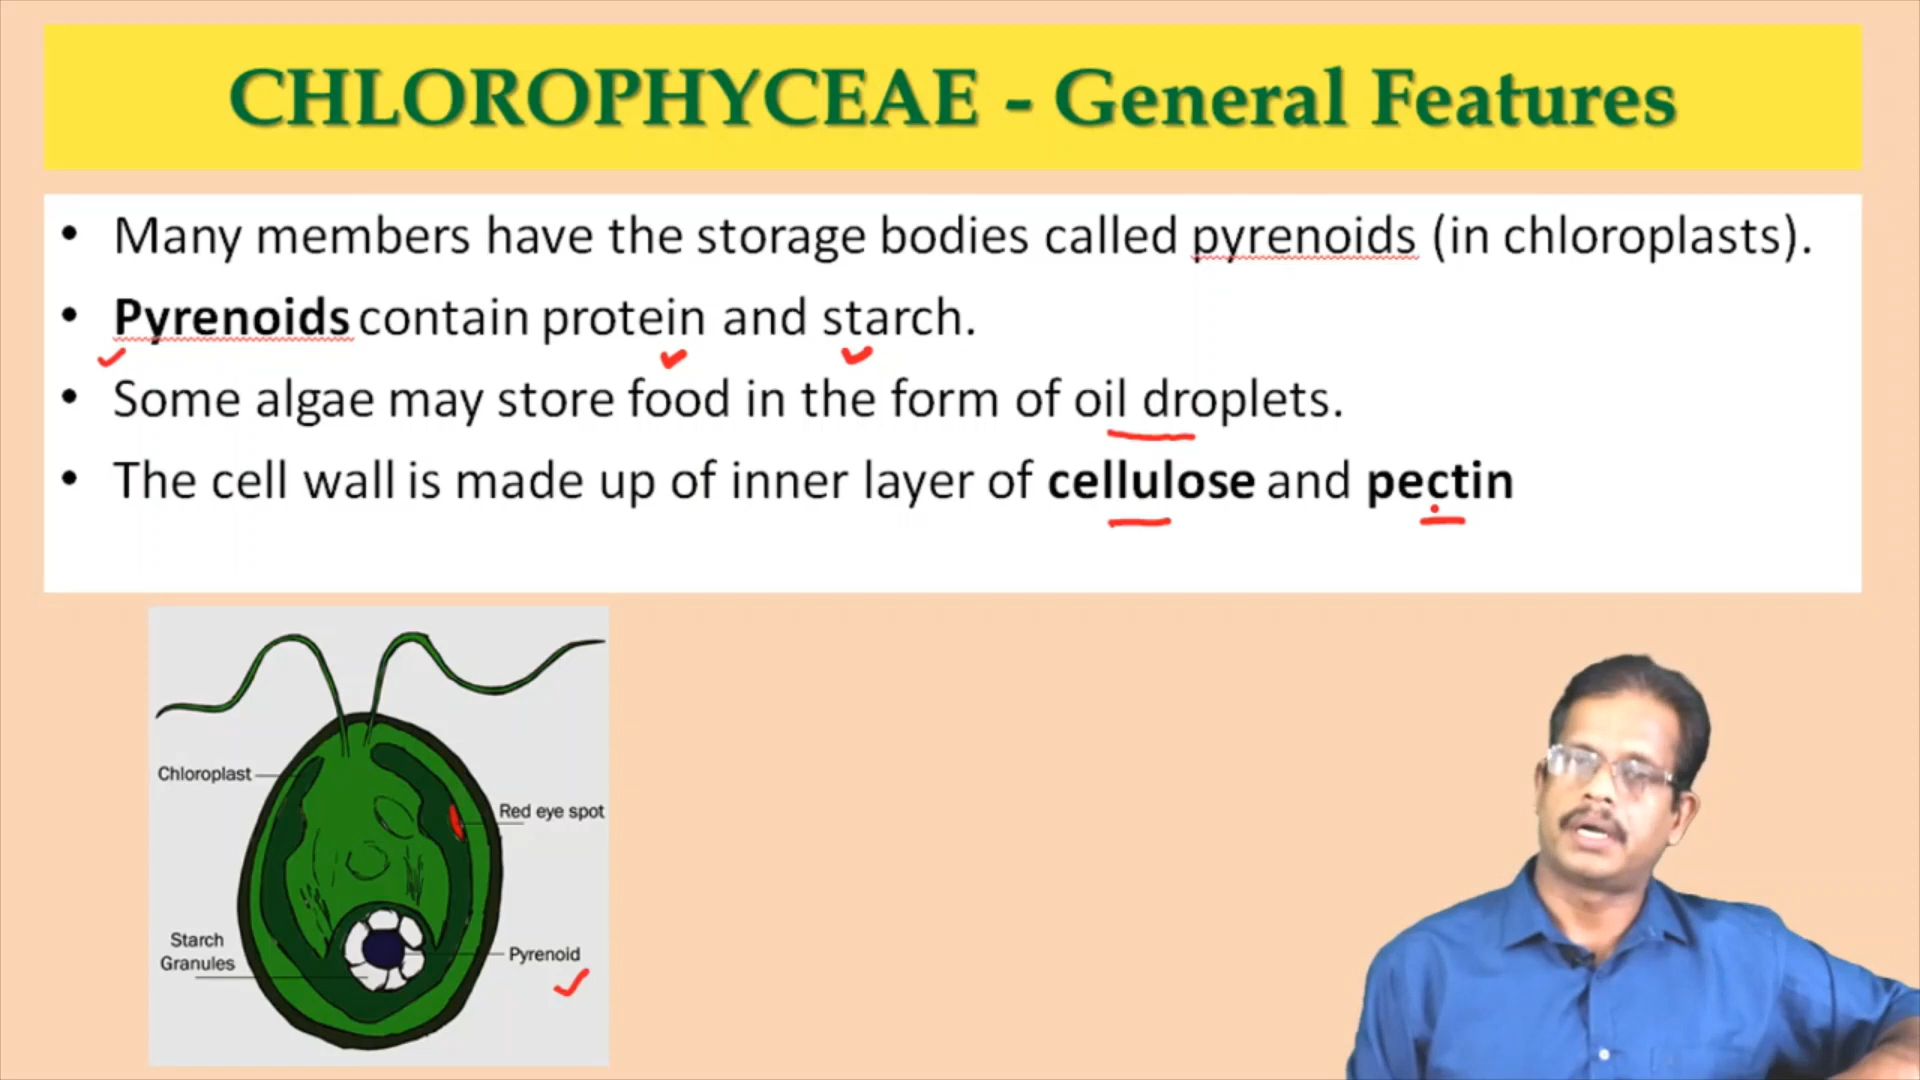 CHLOROPHYCEAE - General Features
• Many members have the storage bodies called pyrenoids (in chloroplasts).
• Pyrenoids contain protein and starch.
• Some algae may store food in the form of oil droplets.
• The cell wall is made up of inner layer of cellulose and pectin
Chloroplast
Red eye spot
Starch
Granules
Pyrenoid